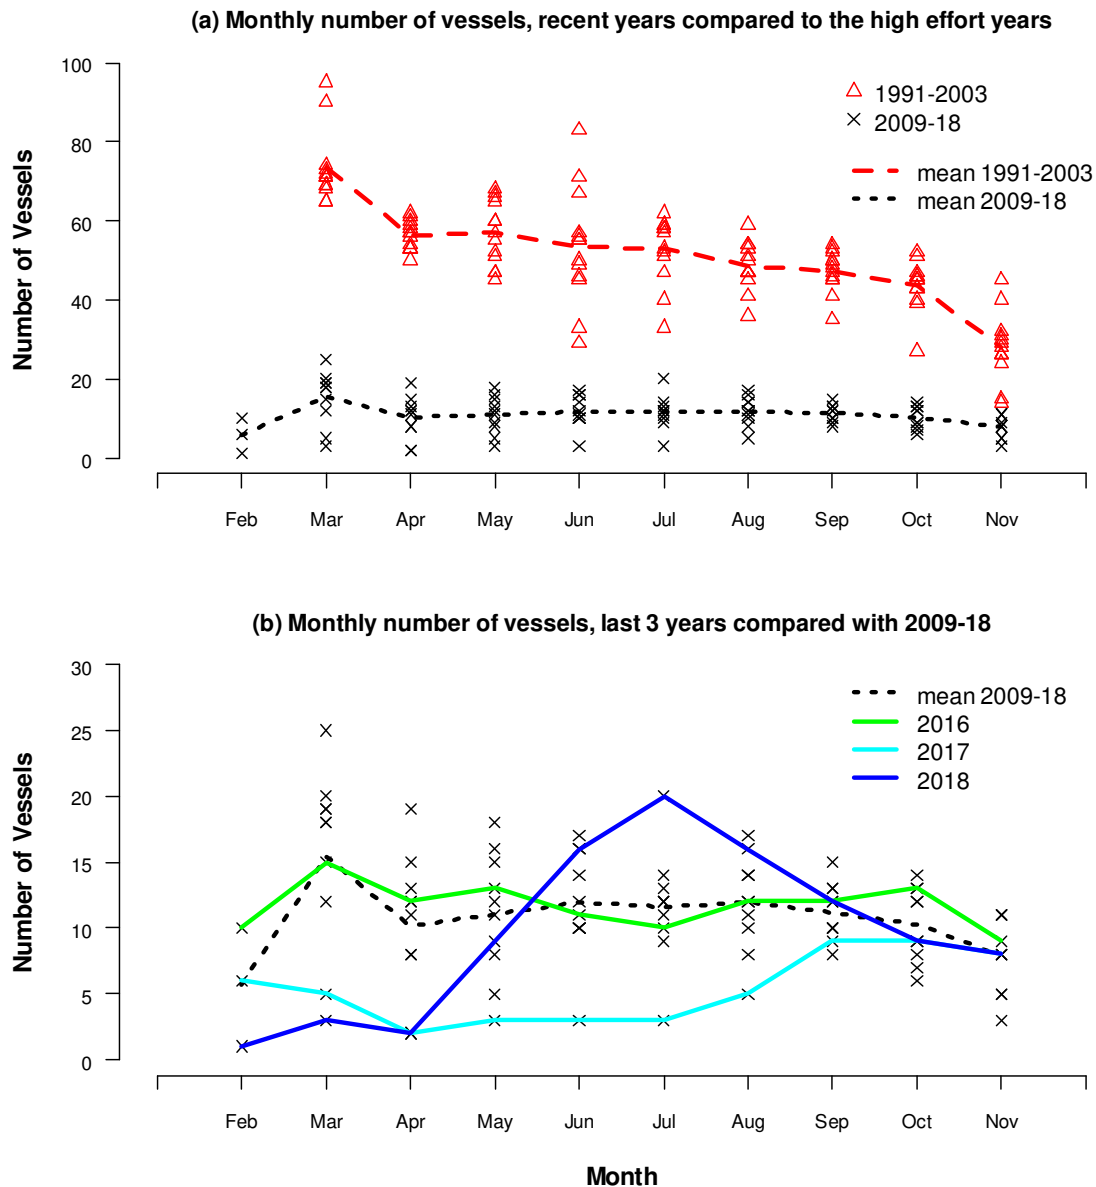 (a) Monthly number of vessels, recent years compared to the high effort years
Number of Vessels
100
80
60
40
20
0
1991-2003
2009-18
mean 1991-2003
mean 2009-18
Feb Mar Apr May Jun Jul Aug Sep Oct Nov
(b) Monthly number of vessels, last 3 years compared with 2009-18
Number of Vessels
30
25
20
15
10
5
0
mean 2009-18
2016
2017
2018
Feb Mar Apr May Jun Jul Aug Sep Oct Nov
Month